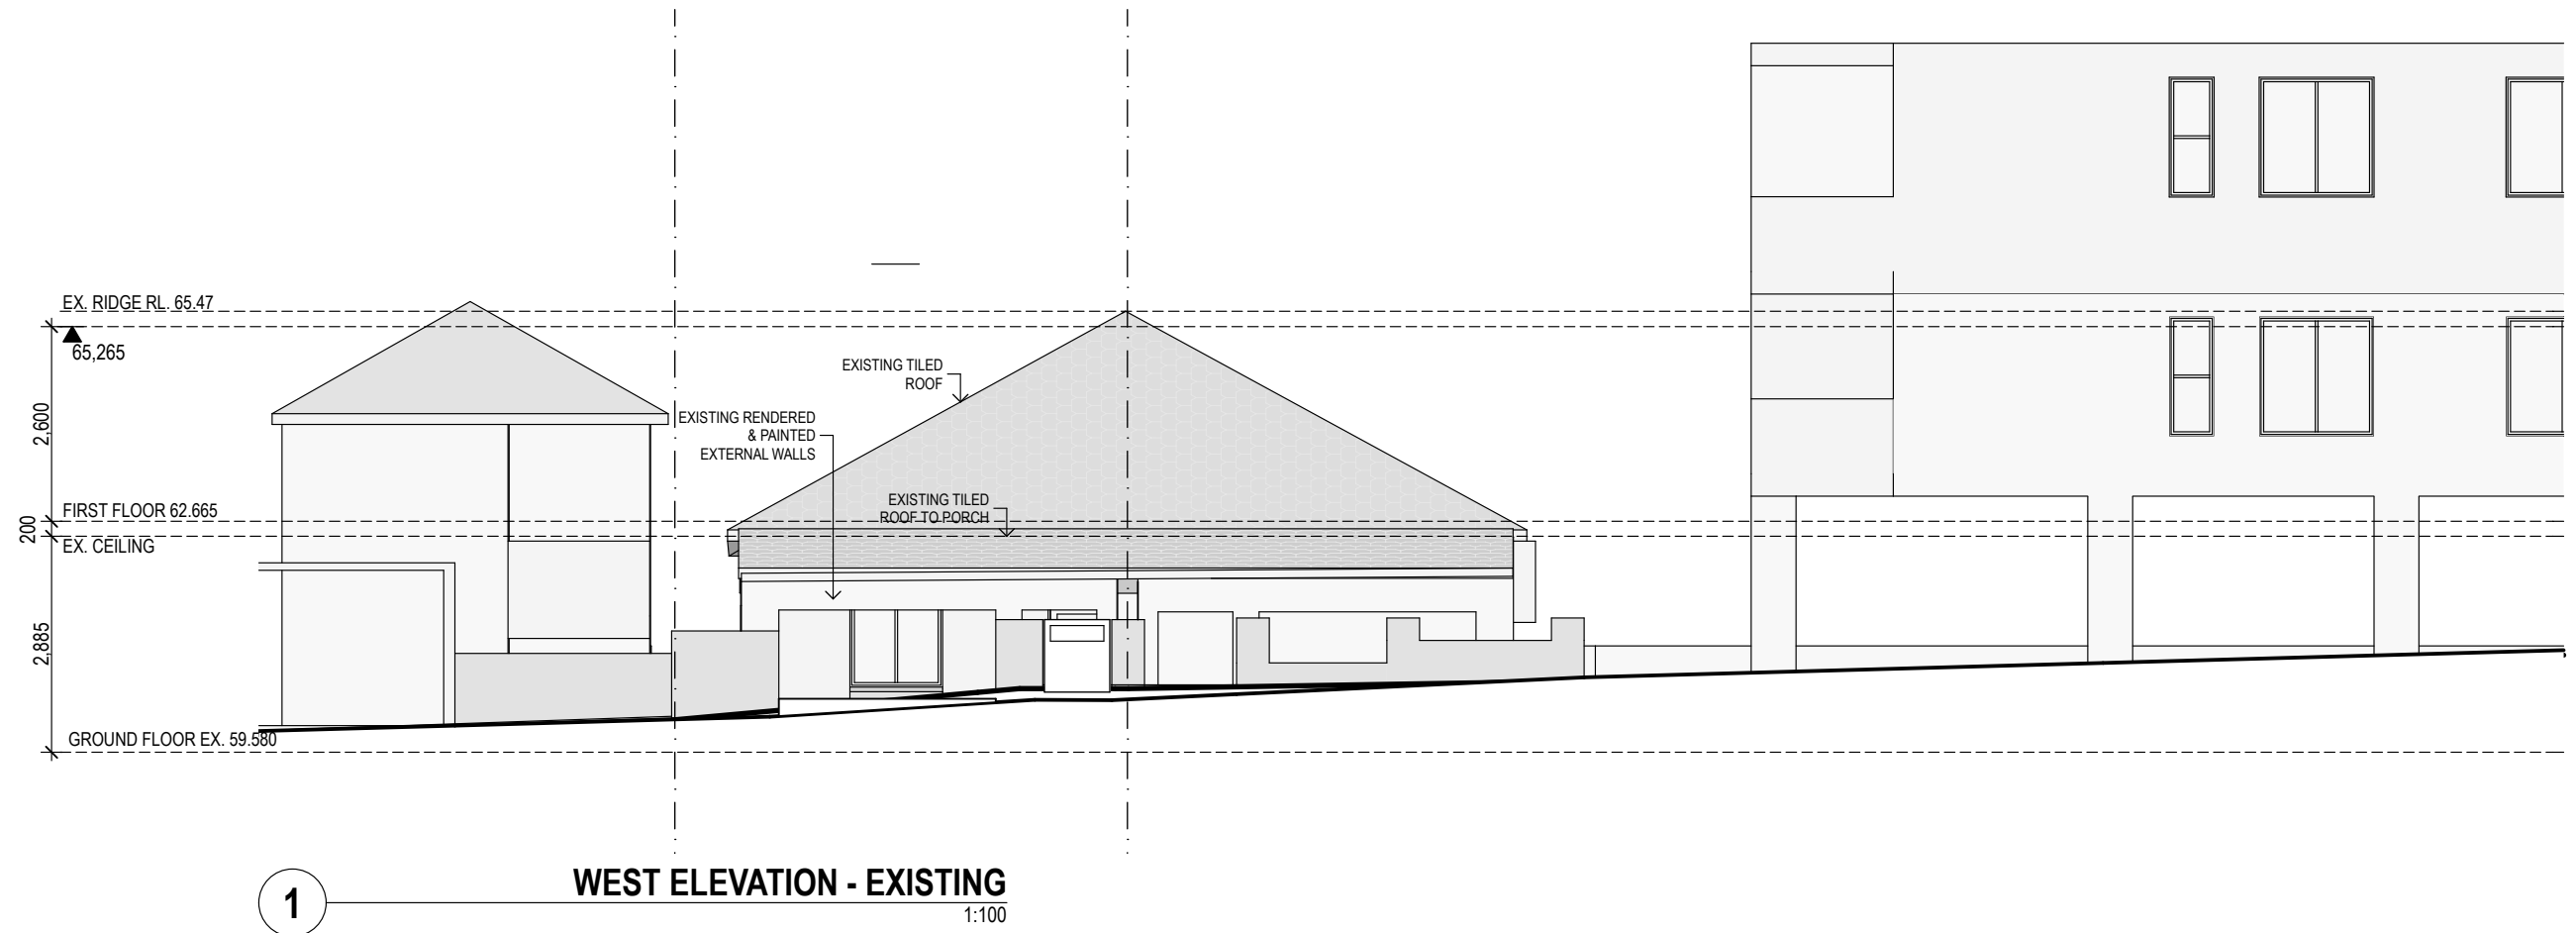 EX. RIDGE RL. 65.47
65,265
EXISTING TILED
ROOF
2,600
EXISTING RENDERED
& PAINTED
EXTERNAL WALLS
EXISTING TILED
ROOF TO PORCH
FIRST FLOOR 62.665
200
EX. CEILING
2,885
GROUND FLOOR EX. 59.580
1
WEST ELEVATION - EXISTING
1:100